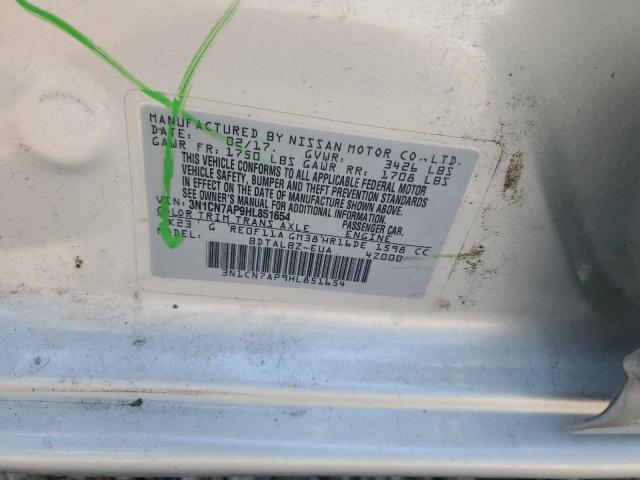 MANUFACTURED BY NISSAN MOTOR CO., LTD.
DATE: 02/17. GVWR: 3426 LBS
GAWR FR: 1750 LBS GAWR RR: 1708 LBS
THIS VEHICLE CONFORMS TO ALL APPLICABLE FEDERAL MOTOR
VEHICLE SAFETY, BUMPER AND THEFT PREVENTION STANDARDS
IN EFFECT ON THE DATE OF MANUFACTURE SHOWN ABOVE.
SEE OWNER'S MANUAL FOR ADDITIONAL INFORMATION
VIN: 3N1CN7AP9HL851654 PASSENGER CAR.
COLOR TRIM TRANS AXLE ENGINE
K23 G RE0F11A GM38 HR16DE 1598 CC
MODEL: BDTALBZ-EUA 4Z000
3N1CN7AP9HL851654